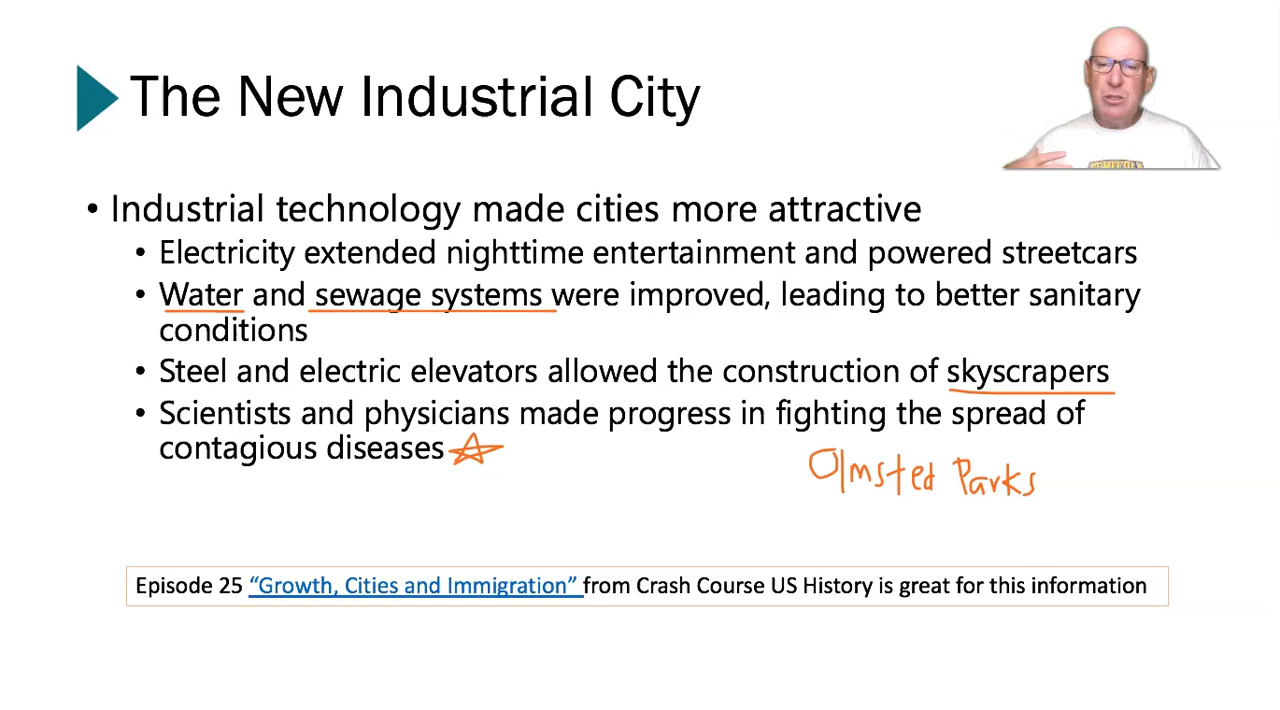 The New Industrial City
• Industrial technology made cities more attractive
• Electricity extended nighttime entertainment and powered streetcars
• Water and sewage systems were improved, leading to better sanitary
conditions
• Steel and electric elevators allowed the construction of skyscrapers
• Scientists and physicians made progress in fighting the spread of
contagious diseases
Olmsted Parks
Episode 25 “Growth, Cities and Immigration” from Crash Course US History is great for this information